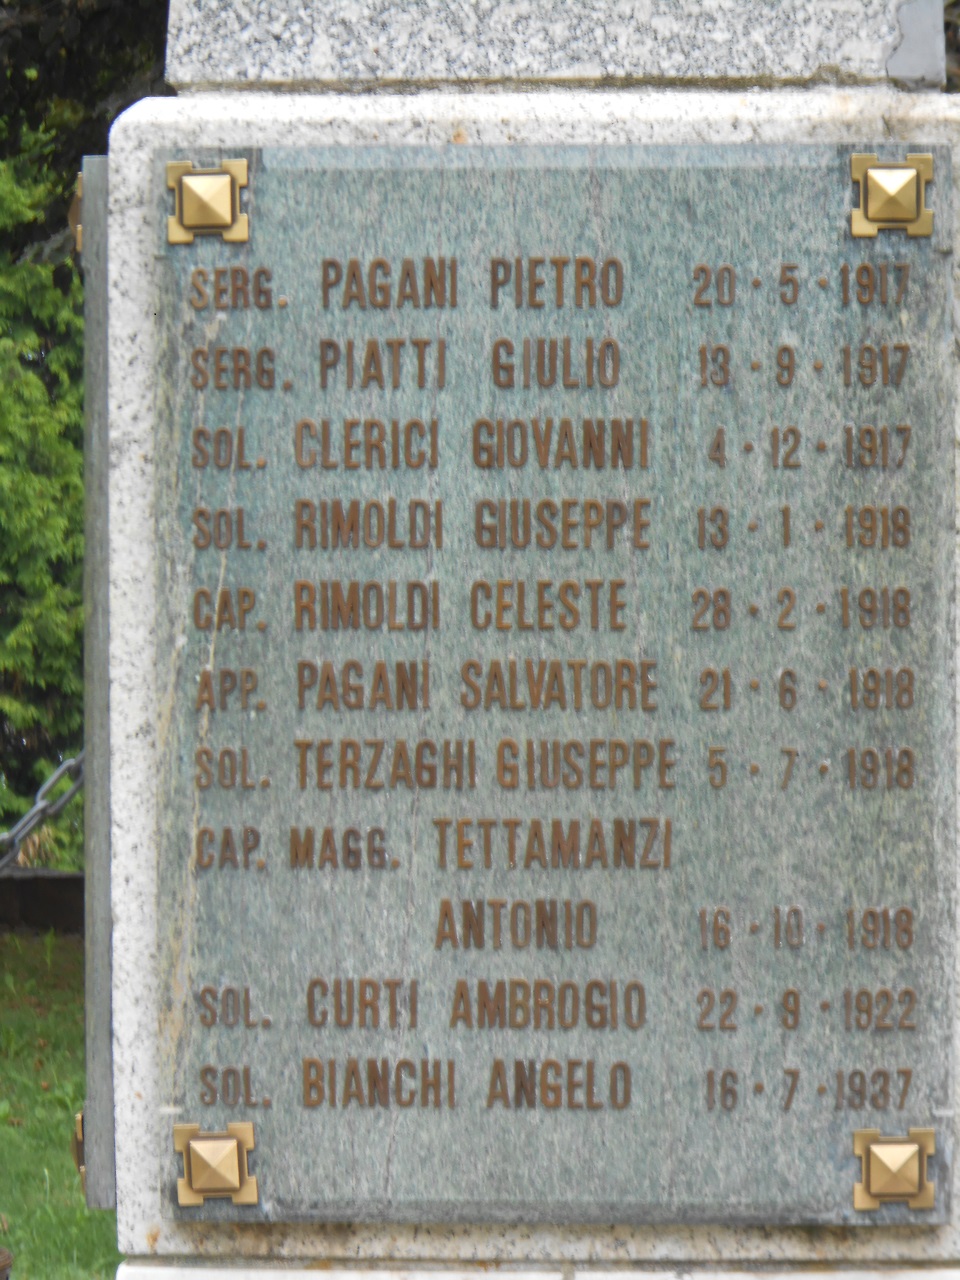 SERG. PAGANI PIETRO 20 · 5 · 1917
SERG. PIATTI GIULIO 13 · 9 · 1917
SOL. CLERICI GIOVANNI 4 · 12 · 1917
SOL. RIMOLDI GIUSEPPE 13 · 1 · 1918
CAP. RIMOLDI CELESTE 28 · 2 · 1918
APP. PAGANI SALVATORE 21 · 6 · 1918
SOL. TERZAGHI GIUSEPPE 5 · 7 · 1918
CAP. MAGG. TETTAMANZI
ANTONIO 16 · 10 · 1918
SOL. CURTI AMBROGIO 22 · 9 · 1922
SOL. BIANCHI ANGELO 16 · 7 · 1937